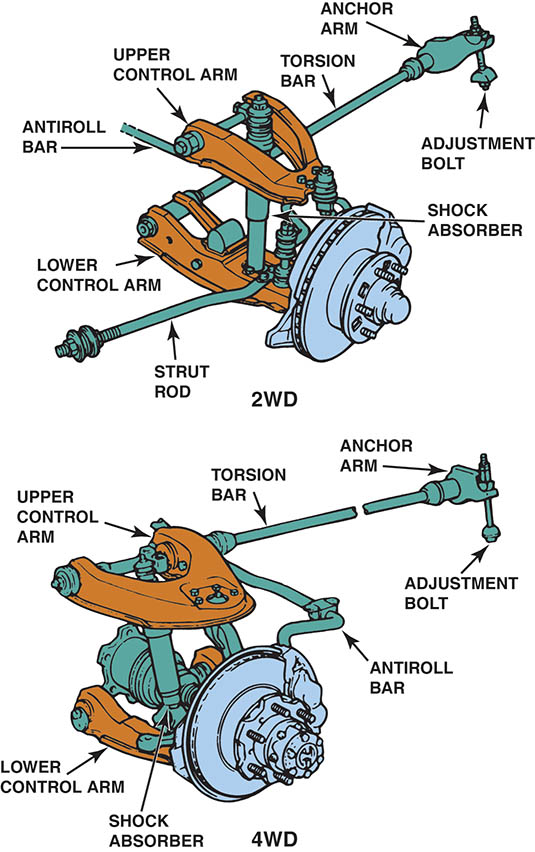 ANCHOR
ARM
UPPER
CONTROL ARM
TORSION
BAR
ANTIROLL
BAR
ADJUSTMENT
BOLT
SHOCK
ABSORBER
LOWER
CONTROL ARM
STRUT
ROD
2WD
ANCHOR
ARM
TORSION
BAR
UPPER
CONTROL
ARM
ADJUSTMENT
BOLT
ANTIROLL
BAR
LOWER
CONTROL ARM
SHOCK
ABSORBER
4WD